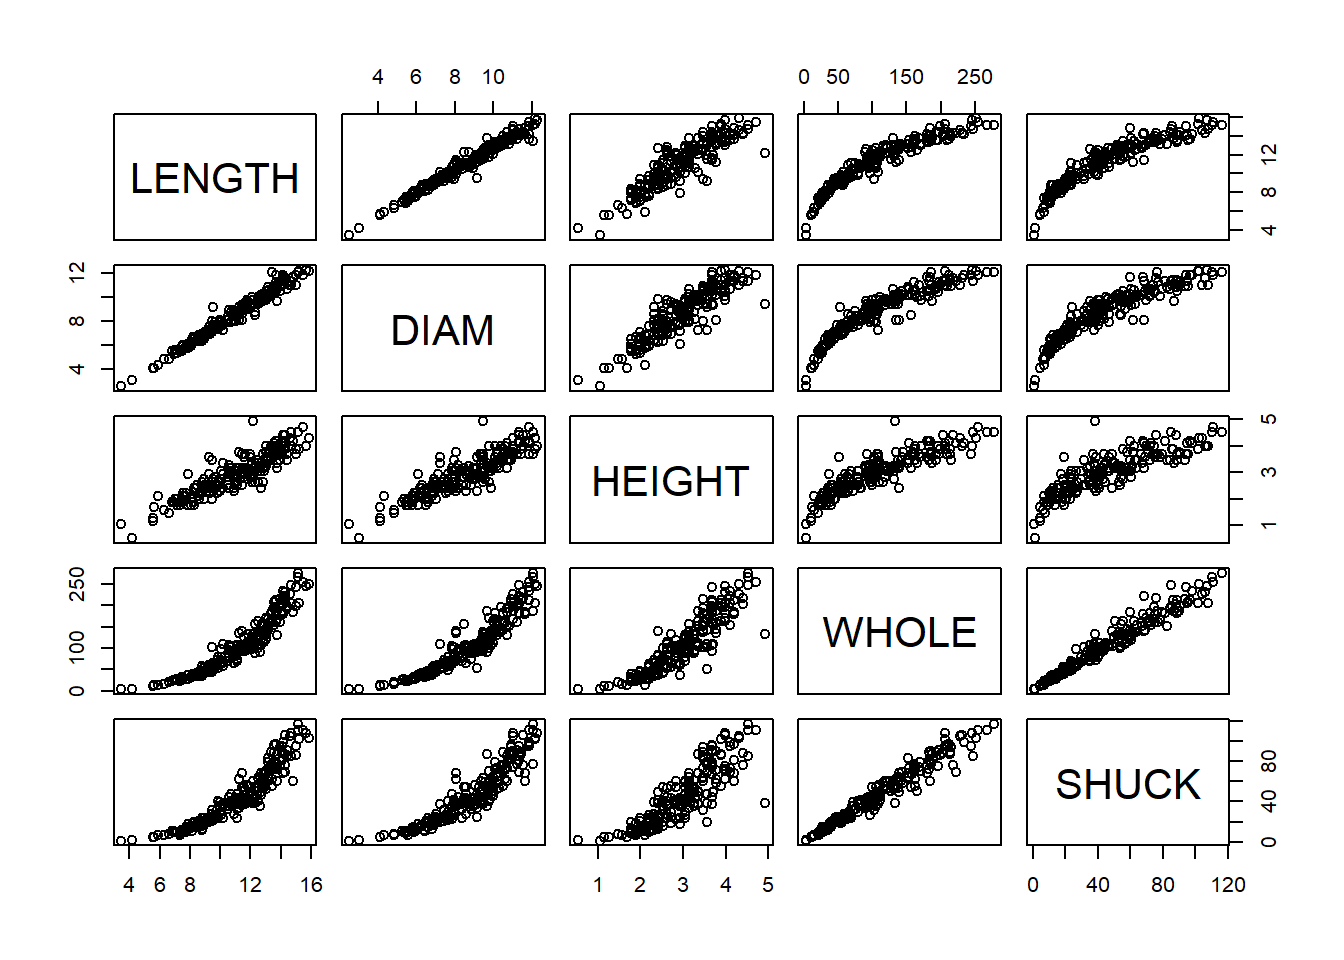 4 6 8 10
0 50 150 250
LENGTH
4 8 12
4 8 12
DIAM
HEIGHT
1 3 5
0 100 250
WHOLE
SHUCK
0 40 80
4 6 8 12 16
1 2 3 4 5
0 40 80 120